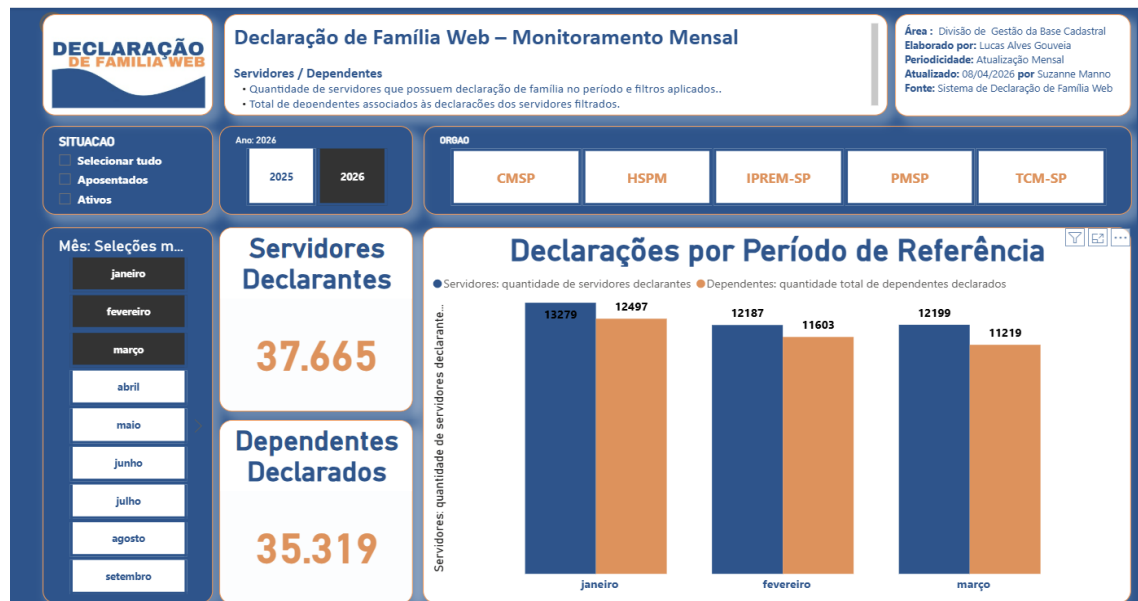 DECLARAÇÃO
DE FAMÍLIA WEB
Declaração de Família Web – Monitoramento Mensal
Servidores / Dependentes
• Quantidade de servidores que possuem declaração de família no período e filtros aplicados..
• Total de dependentes associados às declarações dos servidores filtrados.
Área : Divisão de Gestão da Base Cadastral
Elaborado por: Lucas Alves Gouveia
Periodicidade: Atualização Mensal
Atualizado: 08/04/2026 por Suzanne Manno
Fonte: Sistema de Declaração de Família Web
SITUACAO
Selecionar tudo
Aposentados
Ativos
Ano: 2026
2025
2026
ORGAO
CMSP
HSPM
IPREM-SP
PMSP
TCM-SP
Mês: Seleções m...
janeiro
fevereiro
março
abril
maio
junho
julho
agosto
setembro
Servidores
Declarantes
37.665
Dependentes
Declarados
35.319
Declarações por Período de Referência
Servidores: quantidade de servidores declarantes
Dependentes: quantidade total de dependentes declarados
Servidores: quantidade de servidores declarante...
13279
12497
12187
11603
12199
11219
janeiro
fevereiro
março